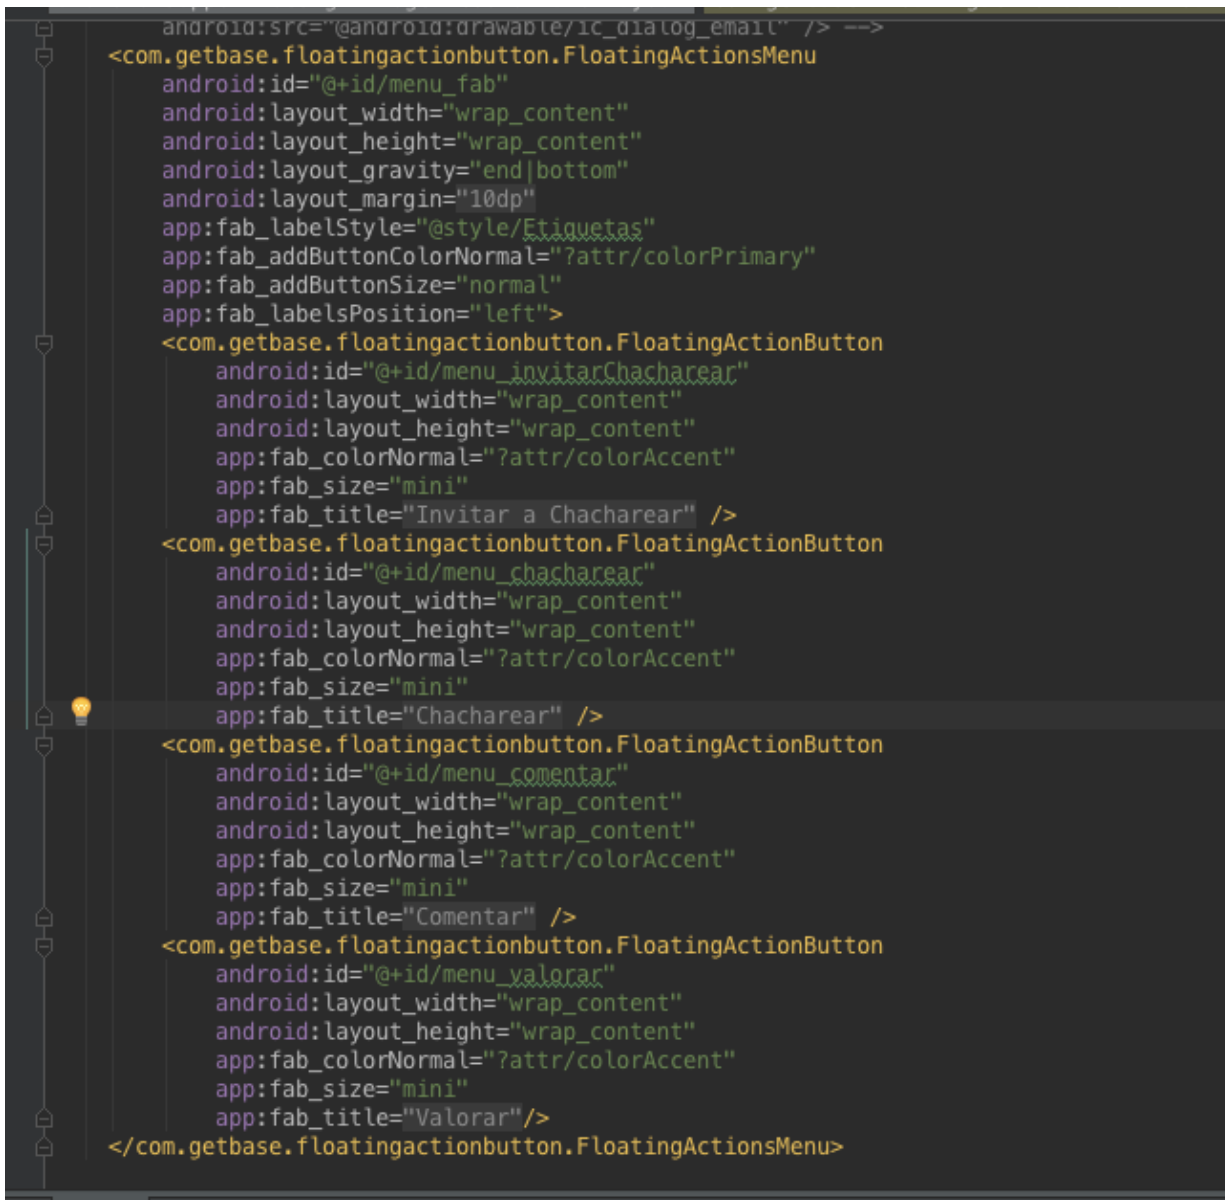 android:src="@android:drawable/ic_dialog_email" /> -->
<com.getbase.floatingactionbutton.FloatingActionsMenu
android:id="@+id/menu_fab"
android:layout_width="wrap_content"
android:layout_height="wrap_content"
android:layout_gravity="end|bottom"
android:layout_margin="10dp"
app:fab_labelStyle="@style/Etiquetas"
app:fab_addButtonColorNormal="?attr/colorPrimary"
app:fab_addButtonSize="normal"
app:fab_labelsPosition="left">
<com.getbase.floatingactionbutton.FloatingActionButton
android:id="@+id/menu_invitarChacharear"
android:layout_width="wrap_content"
android:layout_height="wrap_content"
app:fab_colorNormal="?attr/colorAccent"
app:fab_size="mini"
app:fab_title="Invitar a Chacharear" />
<com.getbase.floatingactionbutton.FloatingActionButton
android:id="@+id/menu_chacharear"
android:layout_width="wrap_content"
android:layout_height="wrap_content"
app:fab_colorNormal="?attr/colorAccent"
app:fab_size="mini"
app:fab_title="Chacharear" />
<com.getbase.floatingactionbutton.FloatingActionButton
android:id="@+id/menu_comentar"
android:layout_width="wrap_content"
android:layout_height="wrap_content"
app:fab_colorNormal="?attr/colorAccent"
app:fab_size="mini"
app:fab_title="Comentar" />
<com.getbase.floatingactionbutton.FloatingActionButton
android:id="@+id/menu_valorar"
android:layout_width="wrap_content"
android:layout_height="wrap_content"
app:fab_colorNormal="?attr/colorAccent"
app:fab_size="mini"
app:fab_title="Valorar"/>
</com.getbase.floatingactionbutton.FloatingActionsMenu>